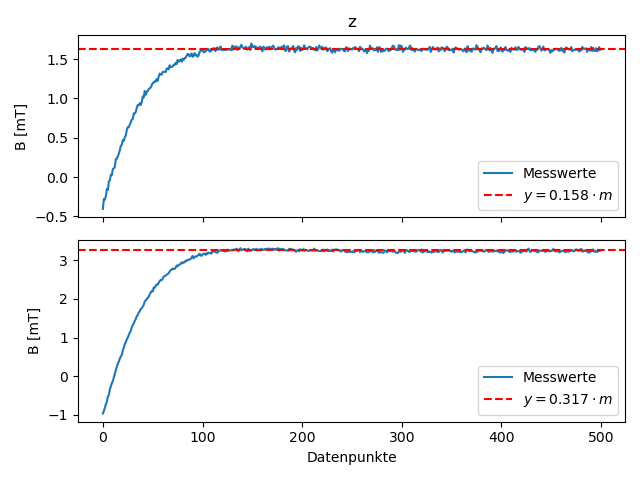 z
B [mT]
1.5
1.0
0.5
0.0
−0.5
Messwerte
y = 0.158 · m
B [mT]
3
2
1
0
−1
Messwerte
y = 0.317 · m
0 100 200 300 400 500
Datenpunkte